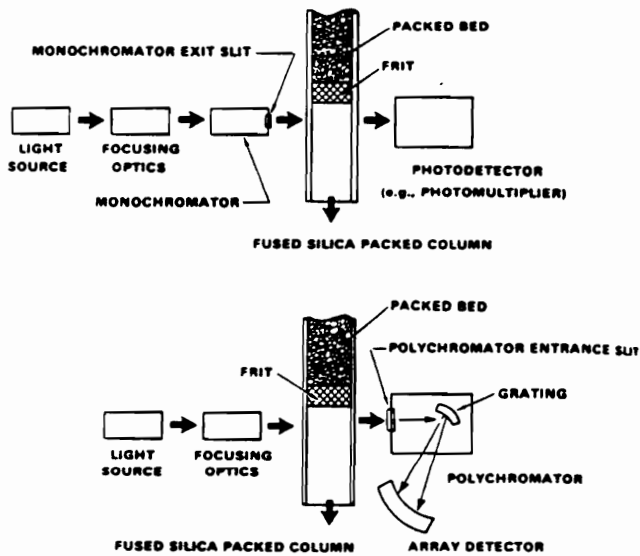 PACKED BED
MONOCHROMATOR EXIT SLIT
FRIT
LIGHT
SOURCE
FOCUSING
OPTICS
MONOCHROMATOR
PHOTODETECTOR
(e.g., PHOTOMULTIPLIER)
FUSED SILICA PACKED COLUMN
PACKED BED
POLYCHROMATOR ENTRANCE SLIT
FRIT
GRATING
LIGHT
SOURCE
FOCUSING
OPTICS
POLYCHROMATOR
FUSED SILICA PACKED COLUMN
ARRAY DETECTOR